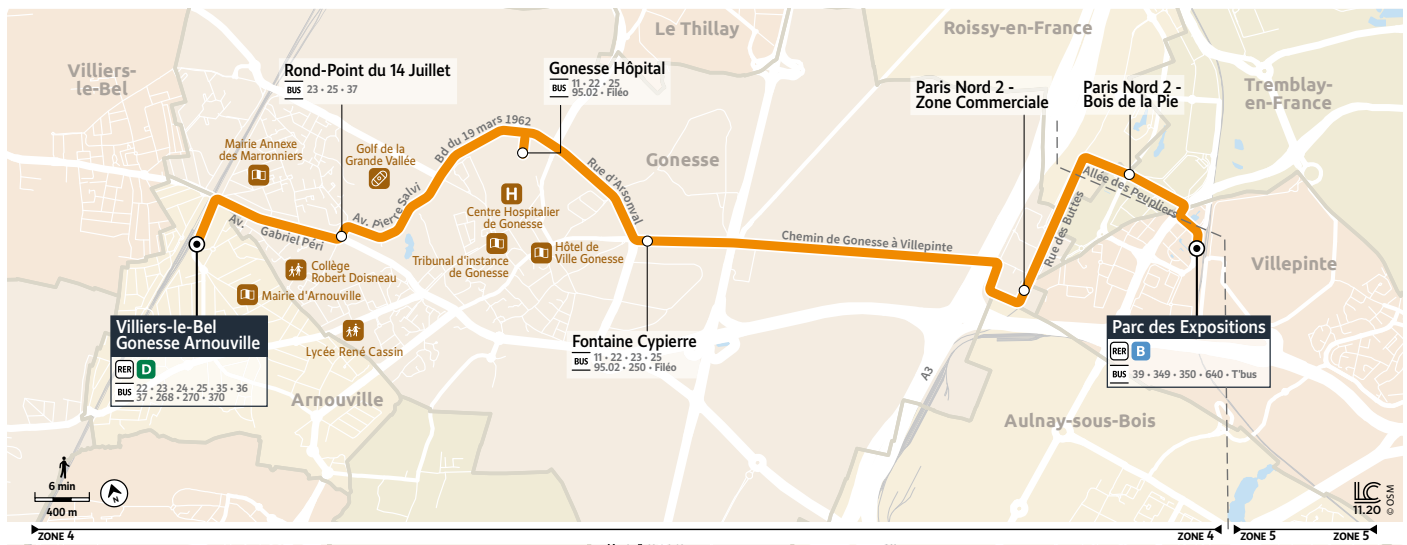 Le Thillay
Roissy-en-France
Villiers-
le-Bel
Rond-Point du 14 Juillet
BUS 23 • 25 • 37
Gonesse Hôpital
BUS 11 • 22 • 25
95.02 • Filéo
Paris Nord 2 -
Zone Commerciale
Paris Nord 2 -
Bois de la Pie
Tremblay-
en-France
Bd du 19 mars 1962
Mairie Annexe
des Marronniers
Golf de la
Grande Vallée
Gonesse
Rue d'Arsonval
Allée des Peupliers
H
Centre Hospitalier
de Gonesse
Av. Pierre Salvi
Av. Gabriel Péri
Chemin de Gonesse à Villepinte
Rue des Buttes
Tribunal d'instance
de Gonesse
Hôtel de
Ville Gonesse
Collège
Robert Doisneau
Villepinte
Mairie d'Arnouville
Villiers-le-Bel
Gonesse Arnouville
RER D
BUS 22 • 23 • 24 • 25 • 35 • 36
37 • 268 • 270 • 370
Lycée René Cassin
Fontaine Cypierre
BUS 11 • 22 • 23 • 25
95.02 • 250 • Filéo
Parc des Expositions
RER B
BUS 39 • 349 • 350 • 640 • T'bus
A3
Arnouville
Aulnay-sous-Bois
6 min
400 m
N
LC
11.20
© OSM
ZONE 4
ZONE 4
ZONE 5
ZONE 5